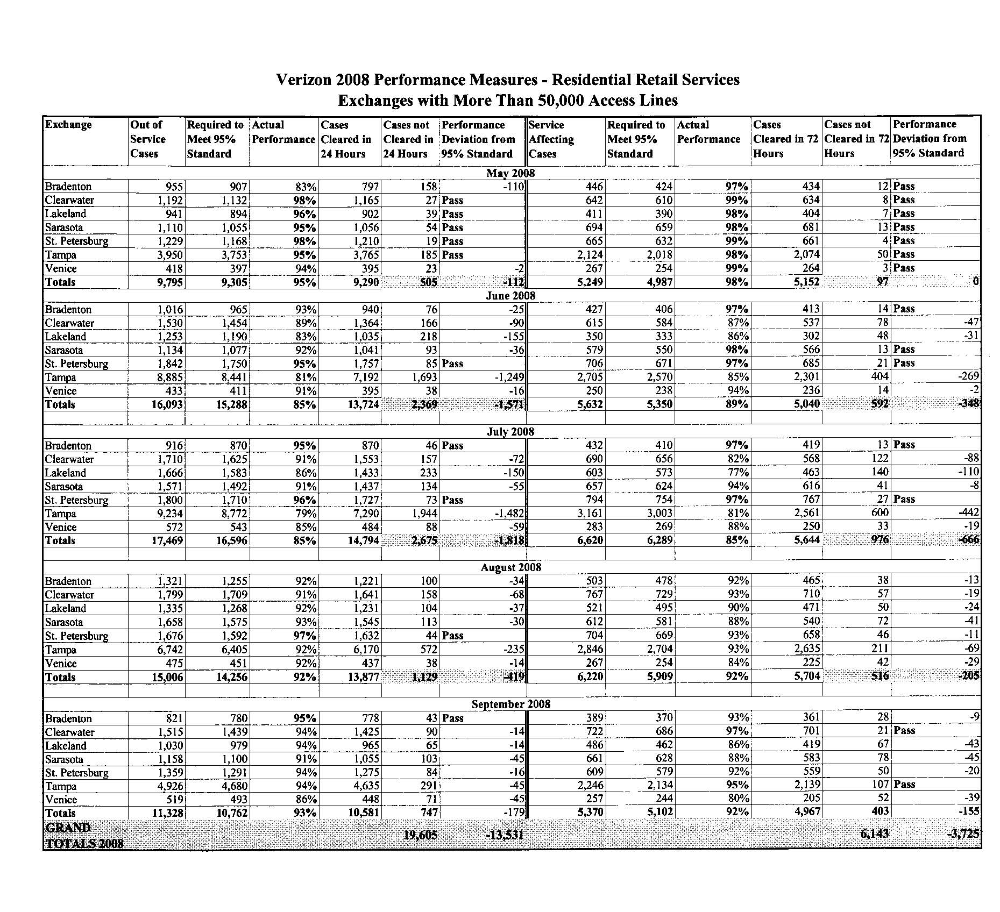 Verizon 2008 Performance Measures - Residential Retail Services
Exchanges with More Than 50,000 Access Lines
Exchange Out of Service Cases Required to Meet 95% Standard Actual Performance Cases Cleared in 24 Hours Cases not Cleared in 24 Hours Performance Deviation from 95% Standard Service Affecting Cases Required to Meet 95% Standard Actual Performance Cases Cleared in 72 Hours Cases not Cleared in 72 Hours Performance Deviation from 95% Standard
May 2008
Bradenton 955 907 83% 797 158 -110 446 424 97% 434 12 Pass
Clearwater 1,192 1,132 98% 1,165 27 Pass 642 610 99% 634 8 Pass
Lakeland 941 894 96% 902 39 Pass 411 390 98% 404 7 Pass
Sarasota 1,110 1,055 95% 1,056 54 Pass 694 659 98% 681 13 Pass
St. Petersburg 1,229 1,168 98% 1,210 19 Pass 665 632 99% 661 4 Pass
Tampa 3,950 3,753 95% 3,765 185 Pass 2,124 2,018 98% 2,074 50 Pass
Venice 418 397 94% 395 23 -2 267 254 99% 264 3 Pass
Totals 9,795 9,305 95% 9,290 505 -112 5,249 4,987 98% 5,152 97 0
June 2008
Bradenton 1,016 965 93% 940 76 -25 427 406 97% 413 14 Pass
Clearwater 1,530 1,454 89% 1,364 166 -90 615 584 87% 537 78 -47
Lakeland 1,253 1,190 83% 1,035 218 -155 350 333 86% 302 48 -31
Sarasota 1,134 1,077 92% 1,041 93 -36 579 550 98% 566 13 Pass
St. Petersburg 1,842 1,750 95% 1,757 85 Pass 706 671 97% 685 21 Pass
Tampa 8,885 8,441 81% 7,192 1,693 -1,249 2,705 2,570 85% 2,301 404 -269
Venice 433 411 91% 395 38 -16 250 238 94% 236 14 -2
Totals 16,093 15,288 85% 13,724 2,369 -1,571 5,632 5,350 89% 5,040 592 -348
July 2008
Bradenton 916 870 95% 870 46 Pass 432 410 97% 419 13 Pass
Clearwater 1,710 1,625 91% 1,553 157 -72 690 656 82% 568 122 -88
Lakeland 1,666 1,583 86% 1,433 233 -150 603 573 77% 463 140 -110
Sarasota 1,571 1,492 91% 1,437 134 -55 657 624 94% 616 41 -8
St. Petersburg 1,800 1,710 96% 1,727 73 Pass 794 754 97% 767 27 Pass
Tampa 9,234 8,772 79% 7,290 1,944 -1,482 3,161 3,003 81% 2,561 600 -442
Venice 572 543 85% 484 88 -59 283 269 88% 250 33 -19
Totals 17,469 16,596 85% 14,794 2,675 -1,818 6,620 6,289 85% 5,644 976 -666
August 2008
Bradenton 1,321 1,255 92% 1,221 100 -34 503 478 92% 465 38 -13
Clearwater 1,799 1,709 91% 1,641 158 -68 767 729 93% 710 57 -19
Lakeland 1,335 1,268 92% 1,231 104 -37 521 495 90% 471 50 -24
Sarasota 1,658 1,575 93% 1,545 113 -30 612 581 88% 540 72 -41
St. Petersburg 1,676 1,592 97% 1,632 44 Pass 704 669 93% 658 46 -11
Tampa 6,742 6,405 92% 6,170 572 -235 2,846 2,704 93% 2,635 211 -69
Venice 475 451 92% 437 38 -14 267 254 84% 225 42 -29
Totals 15,006 14,256 92% 13,877 1,129 -419 6,220 5,909 92% 5,704 516 -205
September 2008
Bradenton 821 780 95% 778 43 Pass 389 370 93% 361 28 -9
Clearwater 1,515 1,439 94% 1,425 90 -14 722 686 97% 701 21 Pass
Lakeland 1,030 979 94% 965 65 -14 486 462 86% 419 67 -43
Sarasota 1,158 1,100 91% 1,055 103 -45 661 628 88% 583 78 -45
St. Petersburg 1,359 1,291 94% 1,275 84 -16 609 579 92% 559 50 -20
Tampa 4,926 4,680 94% 4,635 291 -45 2,246 2,134 95% 2,139 107 Pass
Venice 519 493 86% 448 71 -45 257 244 80% 205 52 -39
Totals 11,328 10,762 93% 10,581 747 -179 5,370 5,102 92% 4,967 403 -155
GRAND
TOTALS 2008 19,605 -13,531 6,143 -3,725